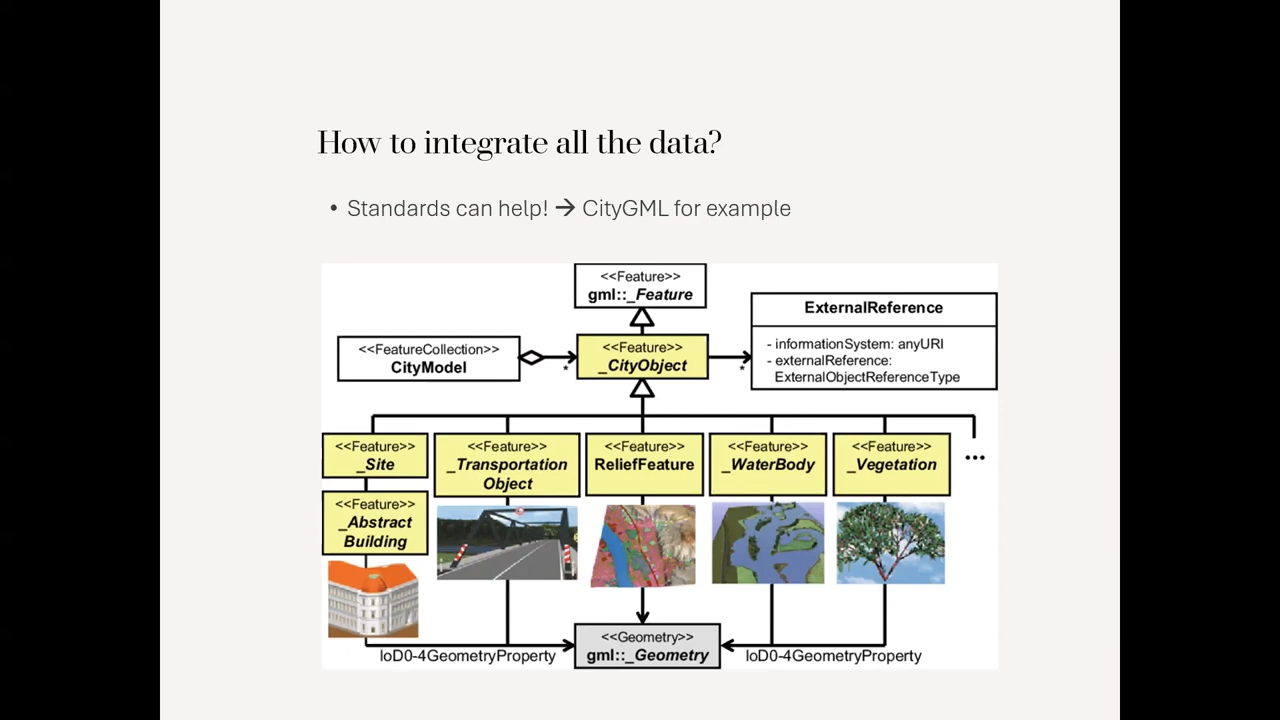 How to integrate all the data?
• Standards can help! → CityGML for example
<<Feature>>
gml::_Feature
<<FeatureCollection>>
CityModel
*
<<Feature>>
_CityObject
*
ExternalReference
- informationSystem: anyURI
- externalReference:
ExternalObjectReferenceType
<<Feature>>
_Site
<<Feature>>
_Transportation
Object
<<Feature>>
ReliefFeature
<<Feature>>
_WaterBody
<<Feature>>
_Vegetation
...
<<Feature>>
_Abstract
Building
<<Geometry>>
gml::_Geometry
loD0-4GeometryProperty
loD0-4GeometryProperty